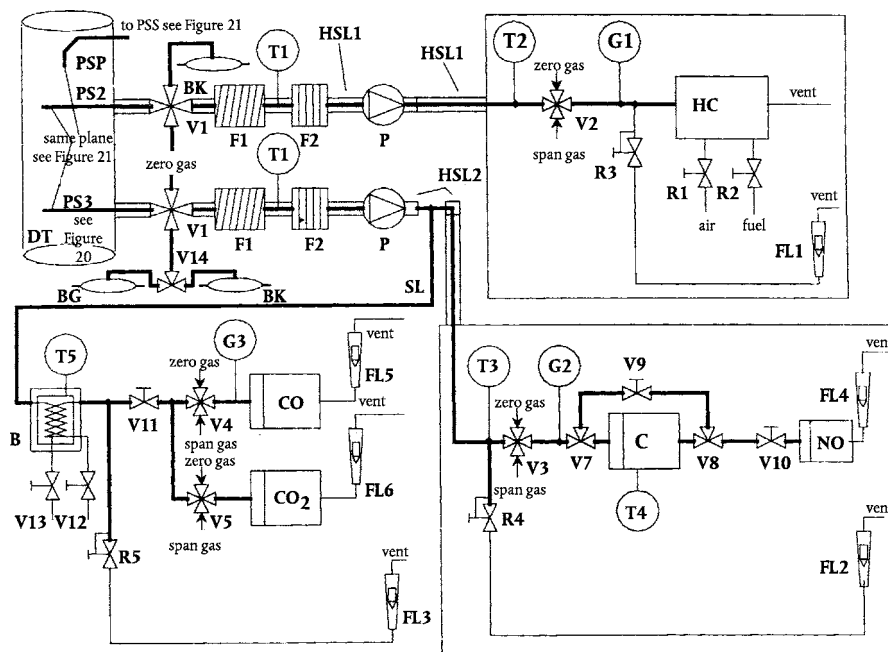 to PSS see Figure 21
PSP
PS2
BK
V1
T1
F1
F2
HSL1
P
HSL1
T2
zero gas
V2
span gas
G1
HC
vent
R3
R1
R2
air
fuel
vent
FL1
same plane
see Figure 21
zero gas
PS3
see
Figure
20
DT
V1
T1
F1
F2
P
HSL2
V14
BG
BK
SL
T5
B
V13
V12
V11
zero gas
G3
V4
span gas
CO
vent
FL5
vent
zero gas
V5
span gas
CO2
FL6
R5
vent
FL3
T3
zero gas
V3
span gas
G2
V9
V7
C
V8
T4
V10
NO
vent
FL4
R4
vent
FL2